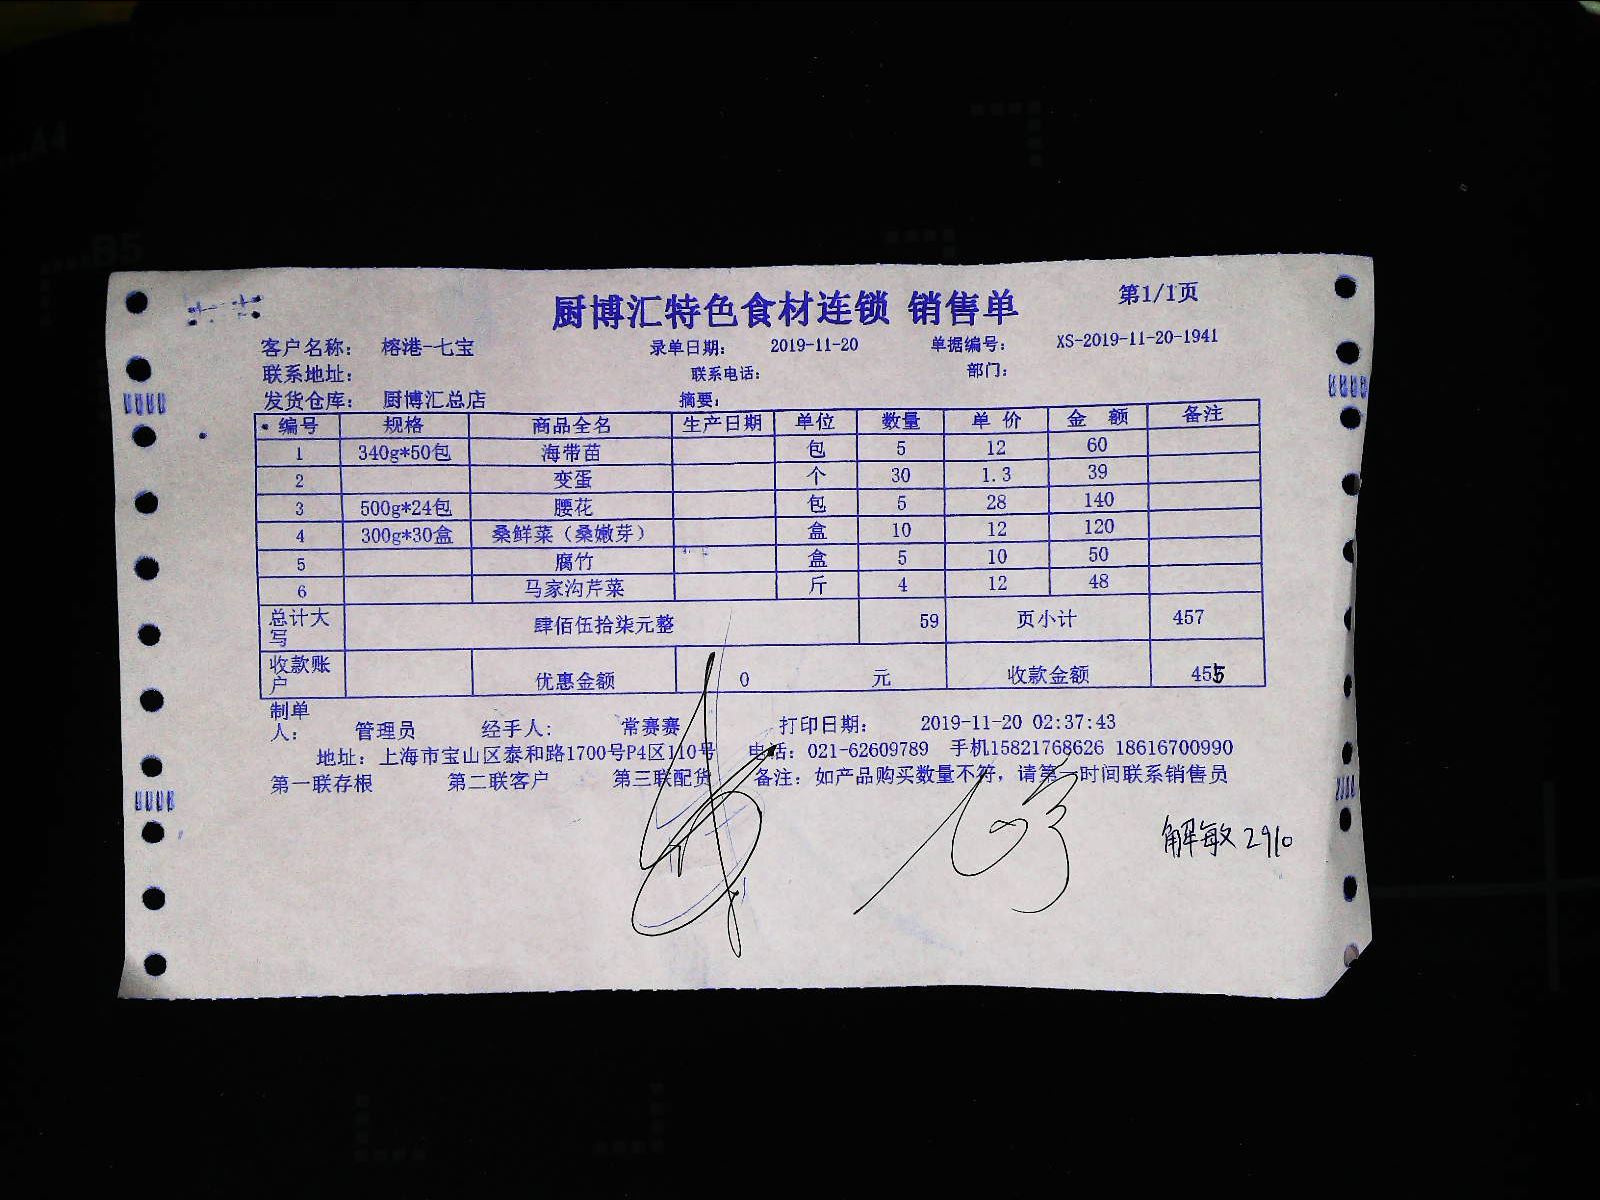 厨博汇特色食材连锁 销售单 第1/1页
客户名称： 榕港-七宝 录单日期： 2019-11-20 单据编号： XS-2019-11-20-1941
联系地址： 联系电话： 部门：
发货仓库： 厨博汇总店 摘要：
编号 规格 商品全名 生产日期 单位 数量 单 价 金 额 备注
1 340g*50包 海带苗 包 5 12 60
2 变蛋 个 30 1.3 39
3 500g*24包 腰花 包 5 28 140
4 300g*30盒 桑鲜菜（桑嫩芽） 盒 10 12 120
5 腐竹 盒 5 10 50
6 马家沟芹菜 斤 4 12 48
总计大写 肆佰伍拾柒元整 59 页小计 457
收款账户 优惠金额 0 元 收款金额 455
制单人： 管理员 经手人： 常赛赛 打印日期： 2019-11-20 02:37:43
地址：上海市宝山区泰和路1700号P4区110号 电话：021-62609789 手机15821768626 18616700990
第一联存根 第二联客户 第三联配货 备注：如产品购买数量不符，请第一时间联系销售员
解敏 2910